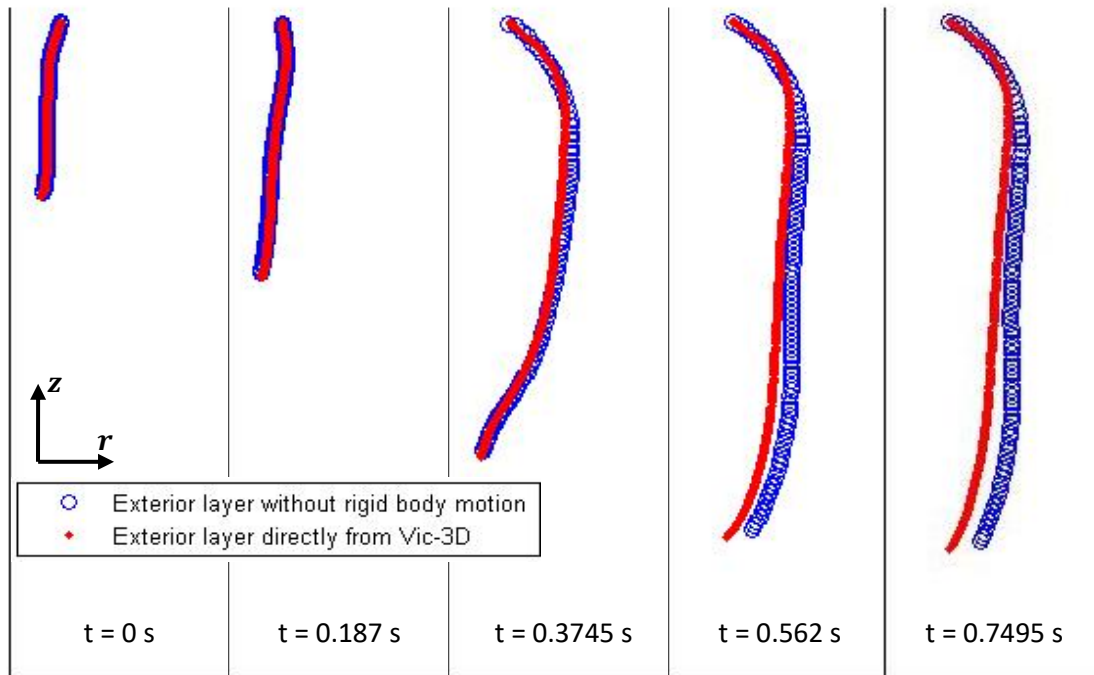 z
r
Exterior layer without rigid body motion
Exterior layer directly from Vic-3D
t = 0 s
t = 0.187 s
t = 0.3745 s
t = 0.562 s
t = 0.7495 s